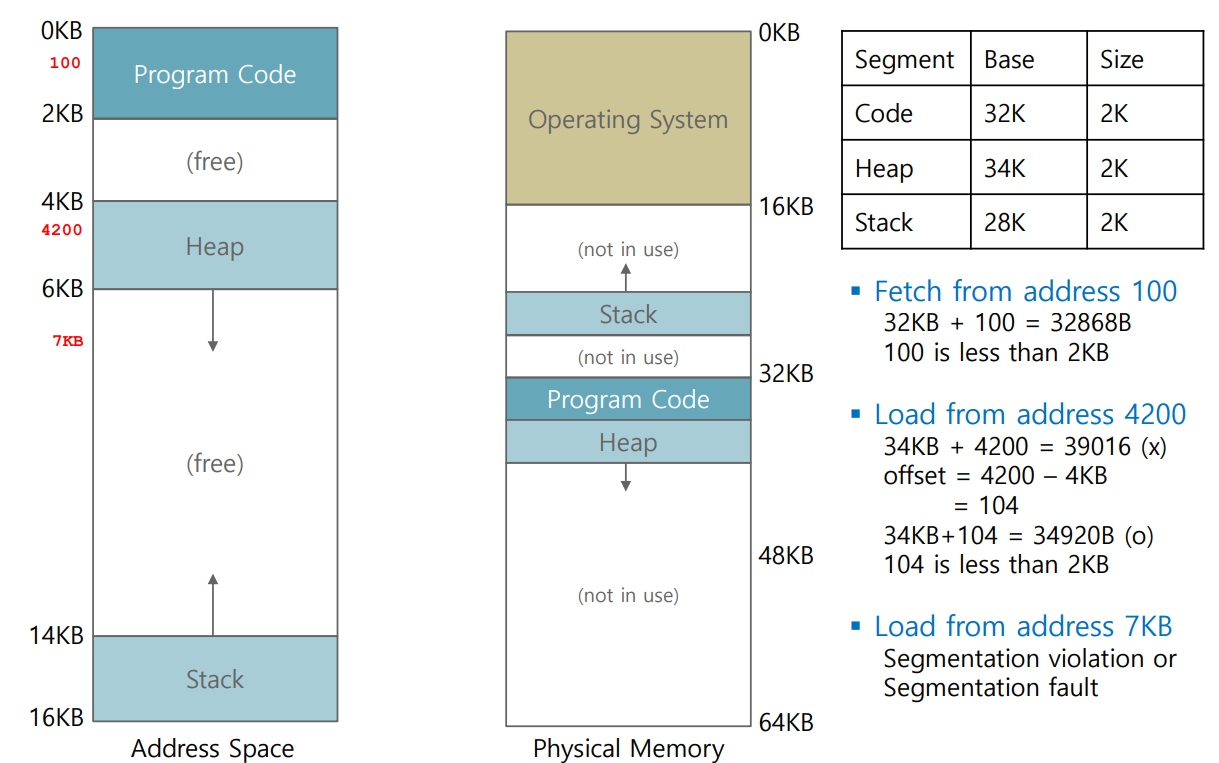 0KB
100
Program Code
2KB
(free)
4KB
4200
Heap
6KB
7KB
(free)
14KB
Stack
16KB
Address Space
0KB
Operating System
16KB
(not in use)
Stack
(not in use)
32KB
Program Code
Heap
48KB
(not in use)
64KB
Physical Memory
Segment Base Size
Code 32K 2K
Heap 34K 2K
Stack 28K 2K
▪ Fetch from address 100
32KB + 100 = 32868B
100 is less than 2KB
▪ Load from address 4200
34KB + 4200 = 39016 (x)
offset = 4200 – 4KB
= 104
34KB+104 = 34920B (o)
104 is less than 2KB
▪ Load from address 7KB
Segmentation violation or
Segmentation fault